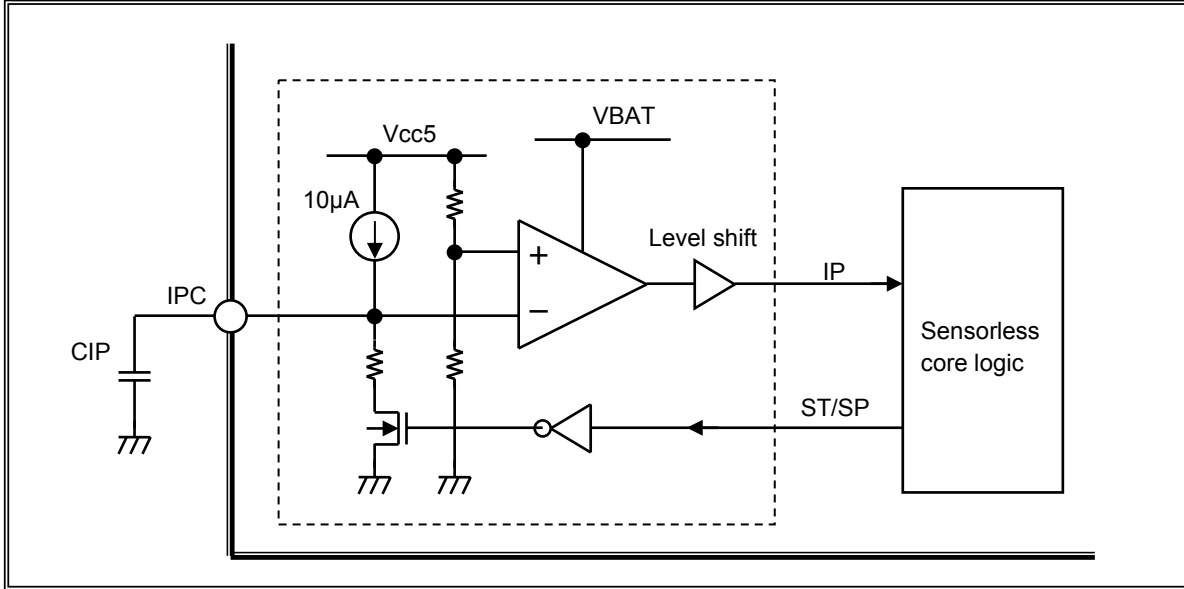 VBAT
Vcc5
10µA
Level shift
+
IP
IPC
−
Sensorless
core logic
CIP
ST/SP